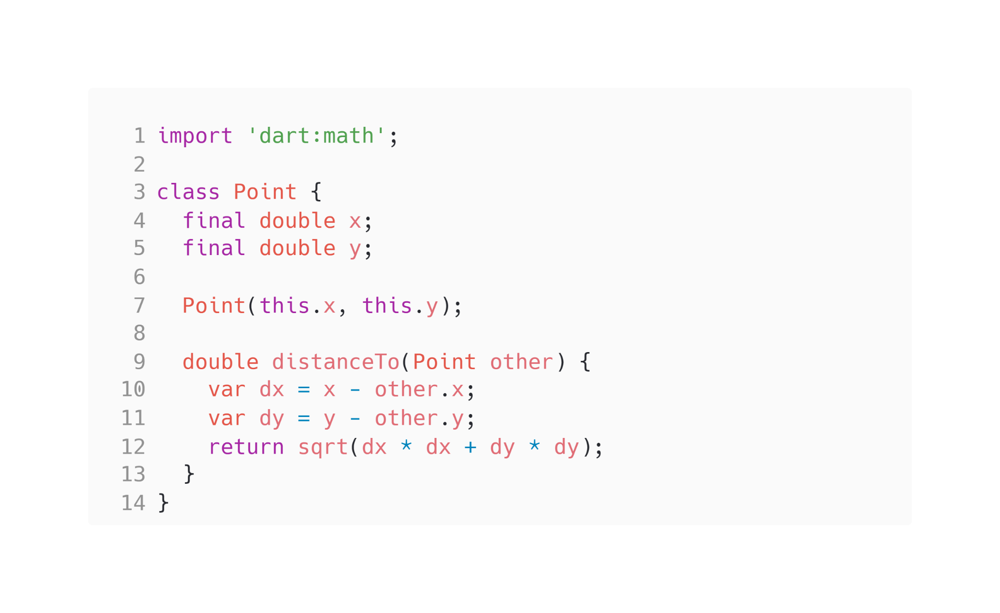 1 import 'dart:math';
2
3 class Point {
4   final double x;
5   final double y;
6
7   Point(this.x, this.y);
8
9   double distanceTo(Point other) {
10     var dx = x - other.x;
11     var dy = y - other.y;
12     return sqrt(dx * dx + dy * dy);
13   }
14 }